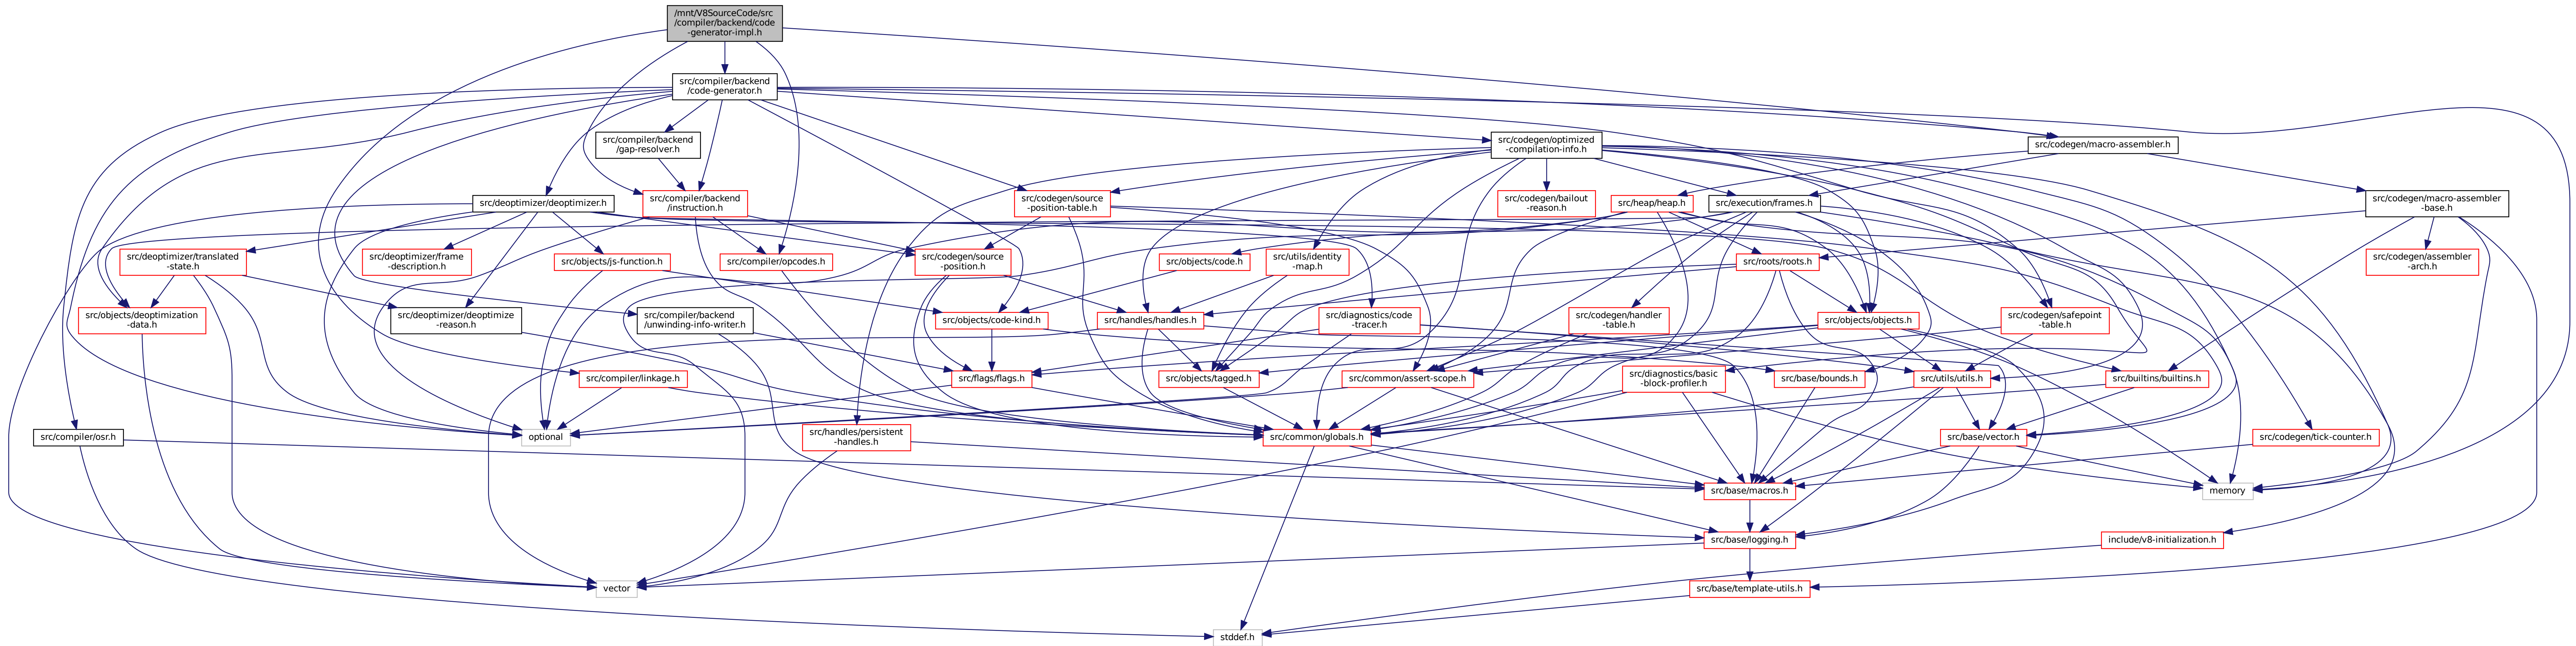 /mnt/V8SourceCode/src
/compiler/backend/code
-generator-impl.h
src/compiler/backend
/code-generator.h
src/compiler/backend
/gap-resolver.h
src/codegen/optimized
-compilation-info.h
src/codegen/macro-assembler.h
src/deoptimizer/deoptimizer.h
src/compiler/backend
/instruction.h
src/codegen/source
-position-table.h
src/codegen/bailout
-reason.h
src/heap/heap.h
src/execution/frames.h
src/codegen/macro-assembler
-base.h
src/deoptimizer/translated
-state.h
src/deoptimizer/frame
-description.h
src/objects/js-function.h
src/compiler/opcodes.h
src/codegen/source
-position.h
src/objects/code.h
src/utils/identity
-map.h
src/roots/roots.h
src/codegen/assembler
-arch.h
src/objects/deoptimization
-data.h
src/deoptimizer/deoptimize
-reason.h
src/compiler/backend
/unwinding-info-writer.h
src/objects/code-kind.h
src/handles/handles.h
src/diagnostics/code
-tracer.h
src/codegen/handler
-table.h
src/objects/objects.h
src/codegen/safepoint
-table.h
src/compiler/linkage.h
src/flags/flags.h
src/objects/tagged.h
src/common/assert-scope.h
src/diagnostics/basic
-block-profiler.h
src/base/bounds.h
src/utils/utils.h
src/builtins/builtins.h
src/compiler/osr.h
optional
src/handles/persistent
-handles.h
src/common/globals.h
src/base/vector.h
src/codegen/tick-counter.h
src/base/macros.h
memory
src/base/logging.h
include/v8-initialization.h
vector
src/base/template-utils.h
stddef.h